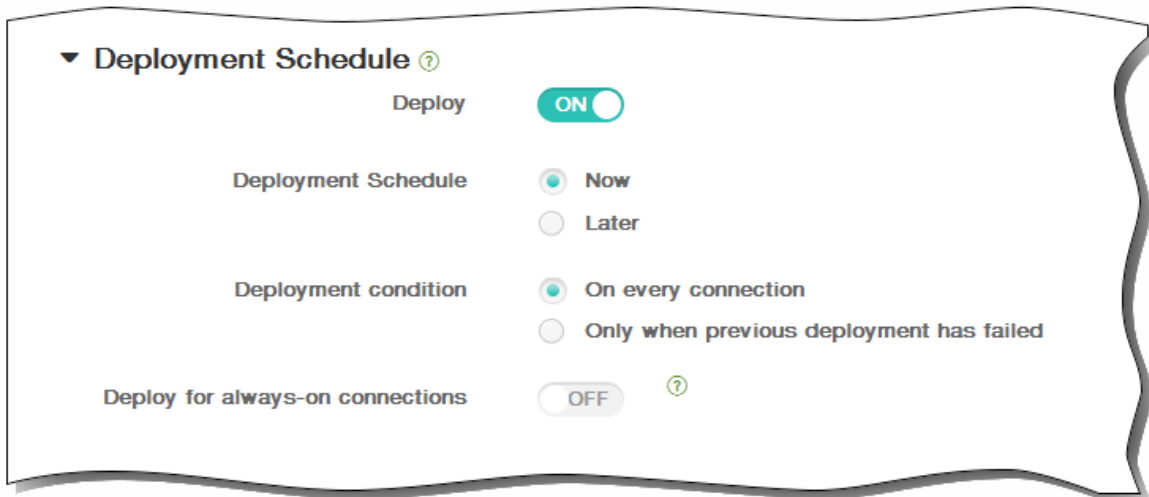 Deployment Schedule ?
Deploy ON
Deployment Schedule Now
Later
Deployment condition On every connection
Only when previous deployment has failed
Deploy for always-on connections OFF ?